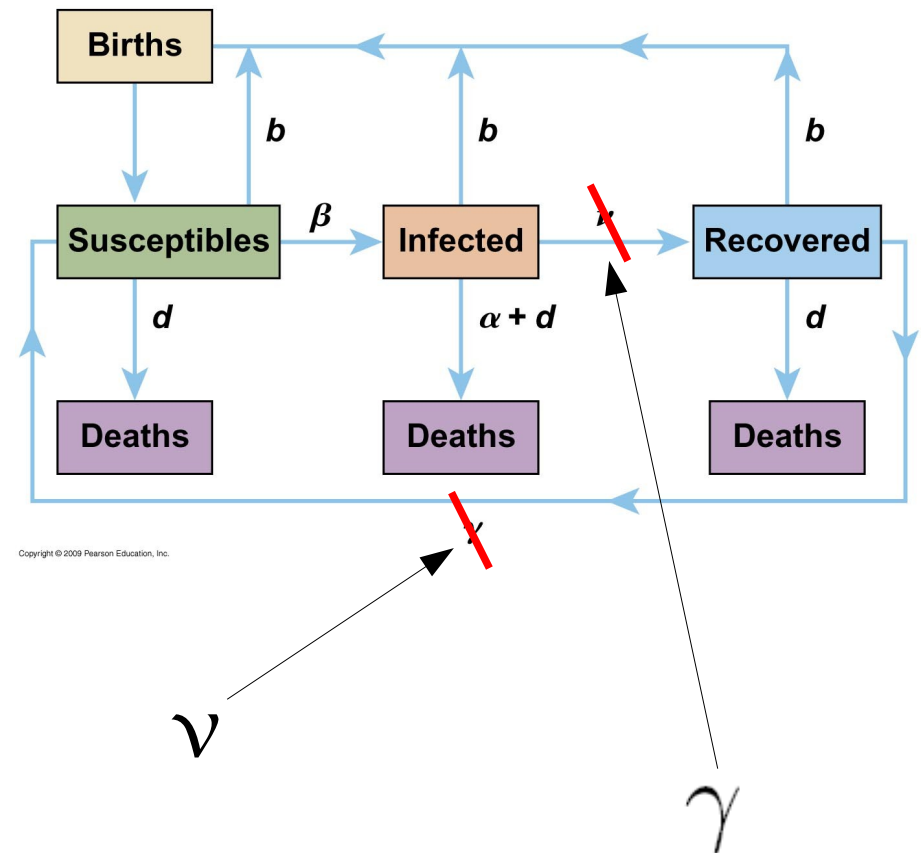 Births
b
b
b
Susceptibles
β
Infected
ν
Recovered
d
α + d
d
Deaths
Deaths
Deaths
γ
Copyright © 2009 Pearson Education, Inc.
ν
γ